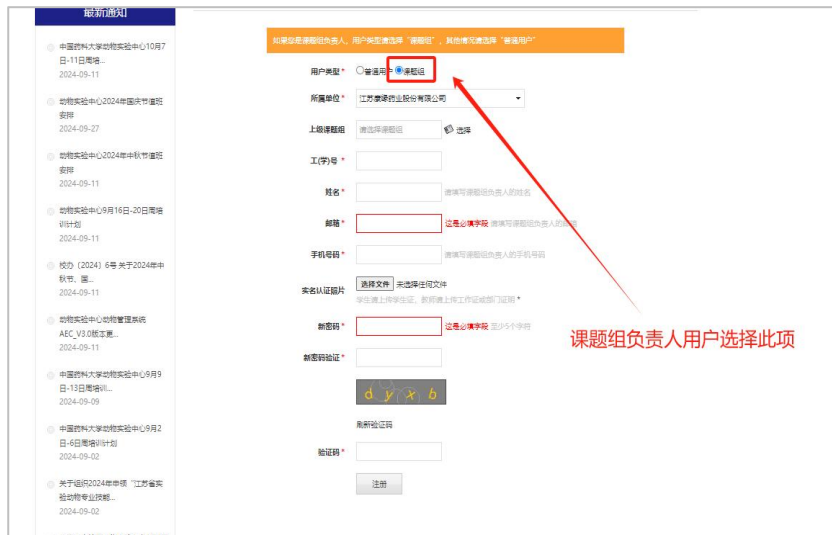 最新通知
中国药科大学动物实验中心10月7
日-11日周培...
2024-09-11
动物实验中心2024年国庆节值班
安排
2024-09-27
动物实验中心2024年中秋节值班
安排
2024-09-11
动物实验中心9月16日-20日周培
训计划
2024-09-11
校办〔2024〕6号 关于2024年中
秋节、国...
2024-09-11
动物实验中心动物管理系统
AEC_V3.0版本更...
2024-09-11
中国药科大学动物实验中心9月9
日-13日周培训...
2024-09-09
中国药科大学动物实验中心9月2
日-6日周培训计划
2024-09-02
关于组织2024年申领“江苏省实
验动物专业技能...
2024-09-02
如果您是课题组负责人，用户类型请选择“课题组”，其他情况请选择“普通用户”
用户类型* 普通用户 课题组
所属单位* 江苏康缘药业股份有限公司
上级课题组 请选择课题组 选择
工(学)号 *
姓名* 请填写课题组负责人的姓名
邮箱* 这是必填字段 请填写课题组负责人的邮箱
手机号码* 请填写课题组负责人的手机号码
实名认证照片 选择文件 未选择任何文件
学生请上传学生证、教师请上传工作证或部门证明 *
新密码* 这是必填字段 至少5个字符
新密码验证*
d y x b
刷新验证码
验证码*
注册
课题组负责人用户选择此项